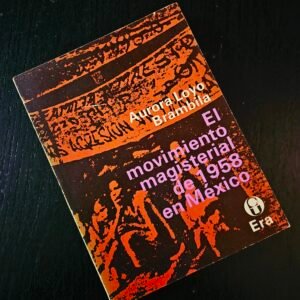 Aurora Loyo
Brambila
El
movimiento
magisterial
de 1958
en México
Era